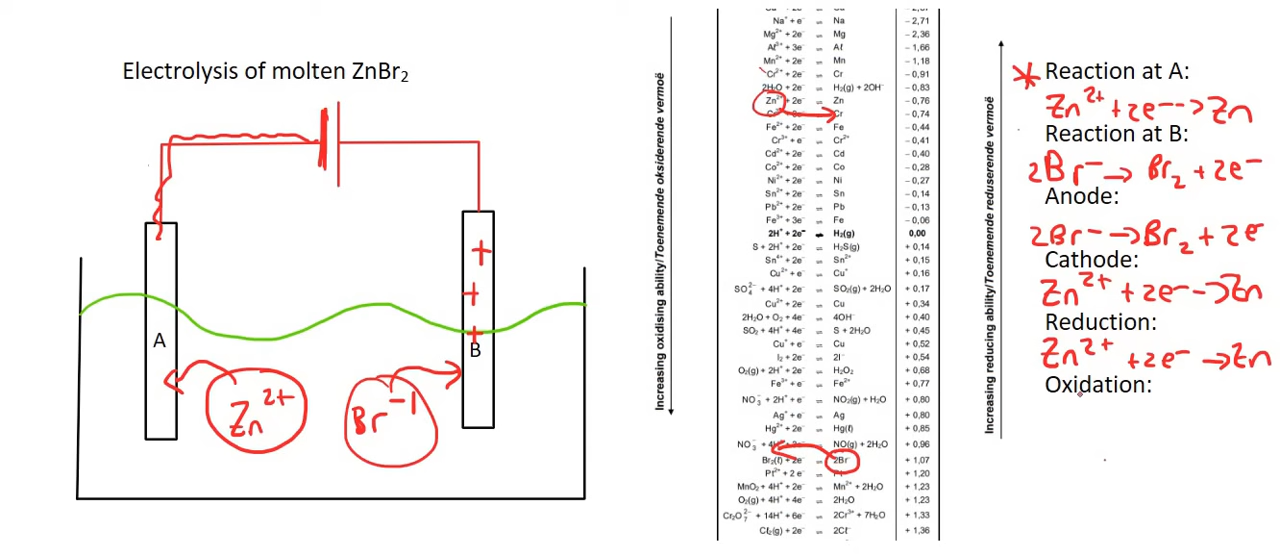 Electrolysis of molten ZnBr₂
A
B
Zn²⁺
Br⁻¹
+
+
+
Increasing oxidising ability/Toenemende oksiderende vermoë
Na⁺ + e⁻ ⇌ Na − 2,71
Mg²⁺ + 2e⁻ ⇌ Mg − 2,36
Aℓ³⁺ + 3e⁻ ⇌ Aℓ − 1,66
Mn²⁺ + 2e⁻ ⇌ Mn − 1,18
Cr²⁺ + 2e⁻ ⇌ Cr − 0,91
2H₂O + 2e⁻ ⇌ H₂(g) + 2OH⁻ − 0,83
Zn²⁺ + 2e⁻ ⇌ Zn − 0,76
Cr − 0,74
Fe²⁺ + 2e⁻ ⇌ Fe − 0,44
Cr³⁺ + e⁻ ⇌ Cr²⁺ − 0,41
Cd²⁺ + 2e⁻ ⇌ Cd − 0,40
Co²⁺ + 2e⁻ ⇌ Co − 0,28
Ni²⁺ + 2e⁻ ⇌ Ni − 0,27
Sn²⁺ + 2e⁻ ⇌ Sn − 0,14
Pb²⁺ + 2e⁻ ⇌ Pb − 0,13
Fe³⁺ + 3e⁻ ⇌ Fe − 0,06
2H⁺ + 2e⁻ ⇌ H₂(g) 0,00
S + 2H⁺ + 2e⁻ ⇌ H₂S(g) + 0,14
Sn⁴⁺ + 2e⁻ ⇌ Sn²⁺ + 0,15
Cu²⁺ + e⁻ ⇌ Cu⁺ + 0,16
SO₄²⁻ + 4H⁺ + 2e⁻ ⇌ SO₂(g) + 2H₂O + 0,17
Cu²⁺ + 2e⁻ ⇌ Cu + 0,34
2H₂O + O₂ + 4e⁻ ⇌ 4OH⁻ + 0,40
SO₂ + 4H⁺ + 4e⁻ ⇌ S + 2H₂O + 0,45
Cu⁺ + e⁻ ⇌ Cu + 0,52
I₂ + 2e⁻ ⇌ 2I⁻ + 0,54
O₂(g) + 2H⁺ + 2e⁻ ⇌ H₂O₂ + 0,68
Fe³⁺ + e⁻ ⇌ Fe²⁺ + 0,77
NO₃⁻ + 2H⁺ + e⁻ ⇌ NO₂(g) + H₂O + 0,80
Ag⁺ + e⁻ ⇌ Ag + 0,80
Hg²⁺ + 2e⁻ ⇌ Hg(ℓ) + 0,85
NO₃⁻ + 4H⁺ ⇌ NO(g) + 2H₂O + 0,96
Br₂(ℓ) + 2e⁻ ⇌ 2Br⁻ + 1,07
Pt²⁺ + 2 e⁻ ⇌ Pt + 1,20
MnO₂ + 4H⁺ + 2e⁻ ⇌ Mn²⁺ + 2H₂O + 1,23
O₂(g) + 4H⁺ + 4e⁻ ⇌ 2H₂O + 1,23
Cr₂O₇²⁻ + 14H⁺ + 6e⁻ ⇌ 2Cr³⁺ + 7H₂O + 1,33
Cℓ₂(g) + 2e⁻ ⇌ 2Cℓ⁻ + 1,36
Increasing reducing ability/Toenemende reduserende vermoë
* Reaction at A:
Zn²⁺ + 2e⁻ → Zn
Reaction at B:
2Br⁻ → Br₂ + 2e⁻
Anode:
2Br⁻ → Br₂ + 2e
Cathode:
Zn²⁺ + 2e⁻ → Zn
Reduction:
Zn²⁺ + 2e⁻ → Zn
Oxidation: